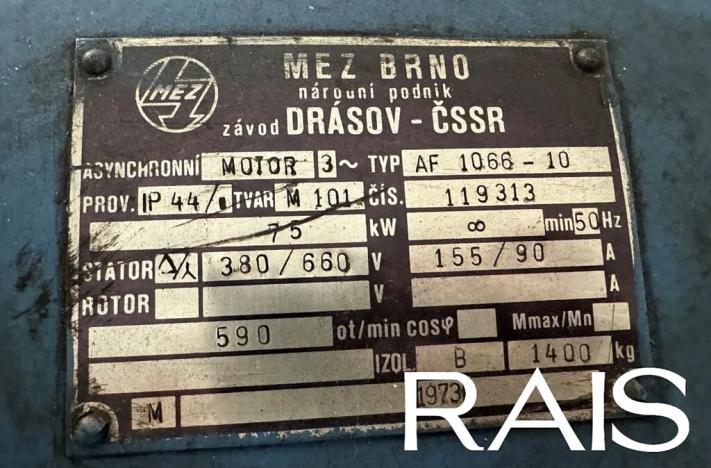 MEZ
MEZ BRNO
národní podnik
závod DRÁSOV - ČSSR
ASYNCHRONNÍ MOTOR 3~ TYP AF 1066-10
PROV. IP 44/ TVAR M 101 ČÍS. 119313
75 kW ∞ min 50 Hz
STATOR Δ/⅄ 380/660 V 155/90 A
ROTOR V A
590 ot/min cosφ Mmax/Mn
IZOL. B 1400 kg
M 1973
RAIS